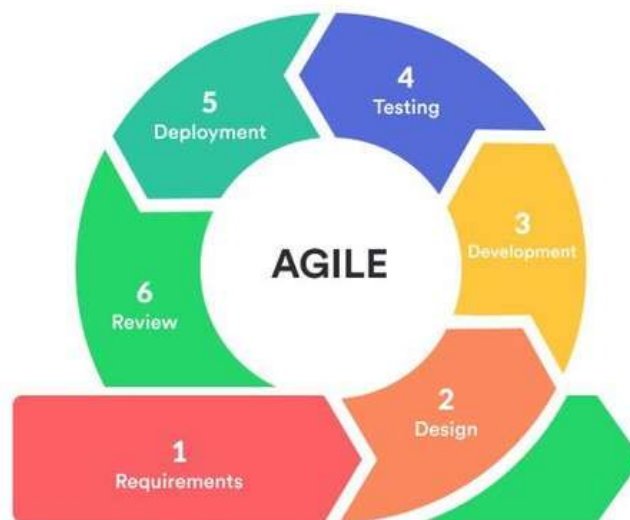 AGILE
1
Requirements
2
Design
3
Development
4
Testing
5
Deployment
6
Review